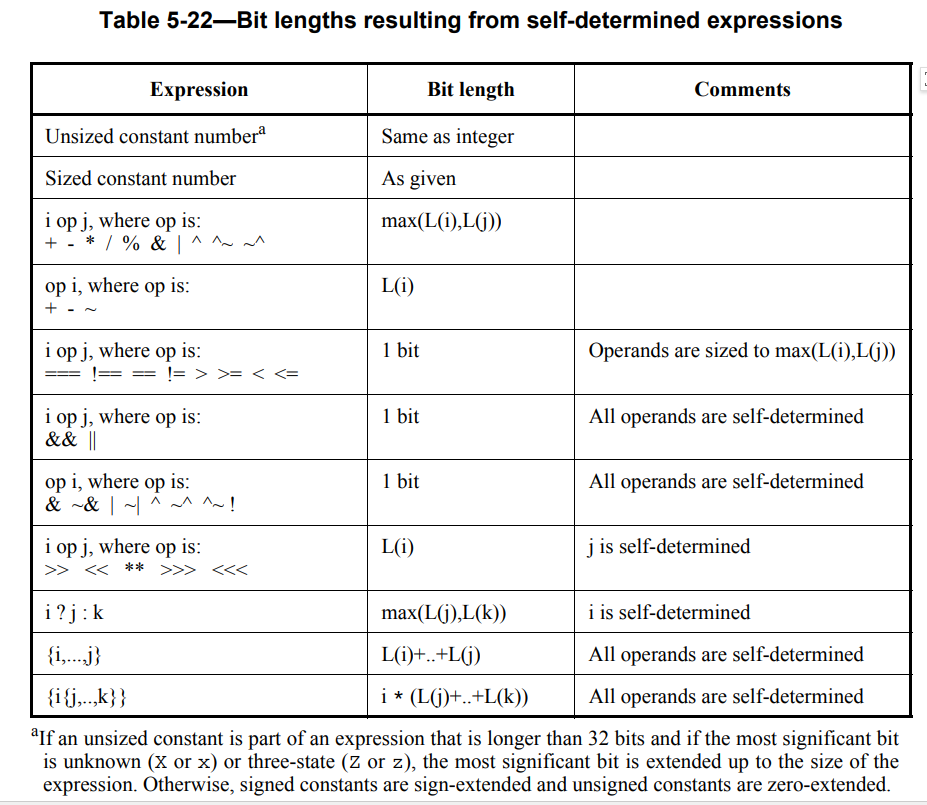 Table 5-22—Bit lengths resulting from self-determined expressions
Expression Bit length Comments
Unsized constant numberᵃ Same as integer
Sized constant number As given
i op j, where op is: max(L(i),L(j))
+ - * / % & | ^ ^~ ~^
op i, where op is: L(i)
+ - ~
i op j, where op is: 1 bit Operands are sized to max(L(i),L(j))
=== !== == != > >= < <=
i op j, where op is: 1 bit All operands are self-determined
&& ||
op i, where op is: 1 bit All operands are self-determined
& ~& | ~| ^ ~^ ^~ !
i op j, where op is: L(i) j is self-determined
>> << ** >>> <<<
i ? j : k max(L(j),L(k)) i is self-determined
{i,...,j} L(i)+..+L(j) All operands are self-determined
{i{j,..,k}} i * (L(j)+..+L(k)) All operands are self-determined
ᵃIf an unsized constant is part of an expression that is longer than 32 bits and if the most significant bit
is unknown (X or x) or three-state (Z or z), the most significant bit is extended up to the size of the
expression. Otherwise, signed constants are sign-extended and unsigned constants are zero-extended.